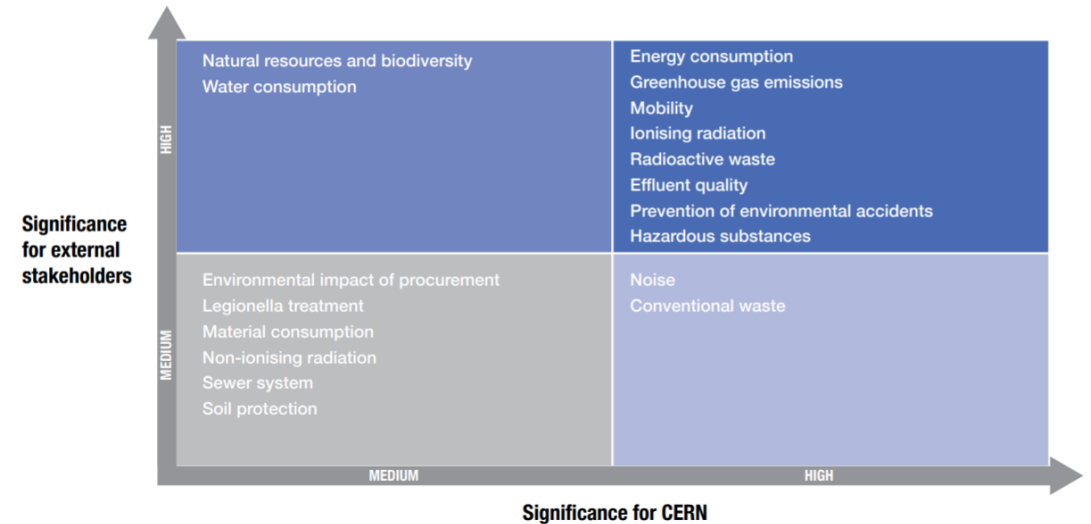 Natural resources and biodiversity
Water consumption
Energy consumption
Greenhouse gas emissions
Mobility
Ionising radiation
Radioactive waste
Effluent quality
Prevention of environmental accidents
Hazardous substances
HIGH
Significance
for external
stakeholders
Environmental impact of procurement
Legionella treatment
Material consumption
Non-ionising radiation
Sewer system
Soil protection
Noise
Conventional waste
MEDIUM
MEDIUM
HIGH
Significance for CERN